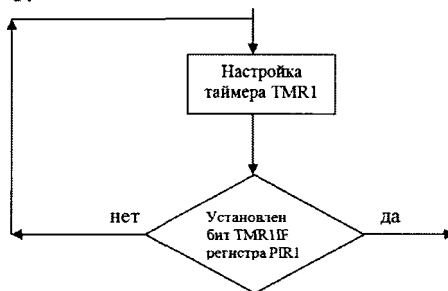 Настройка
таймера TMR1
нет
да
Установлен
бит TMR1IF
регистра PIR1